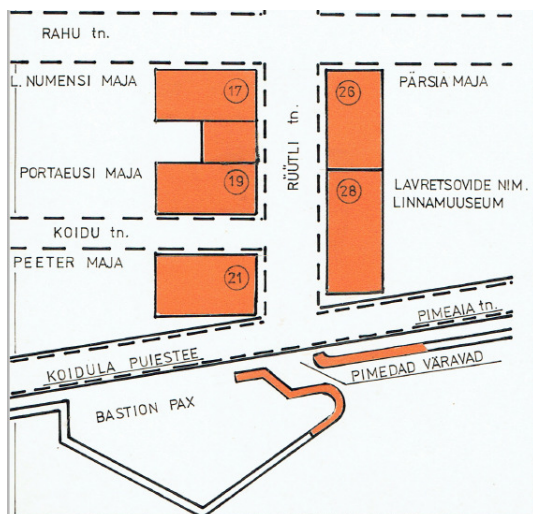 RAHU tn.
L. NUMENSI MAJA
17
26
PÄRSIA MAJA
RÜÜTLI tn.
PORTAEUSI MAJA
19
28
LAVRETSOVIDE NIM.
LINNAMUUSEUM
KOIDU tn.
PEETER MAJA
21
PIMEAIA tn.
KOIDULA PUIESTEE
PIMEDAD VÄRAVAD
BASTION PAX